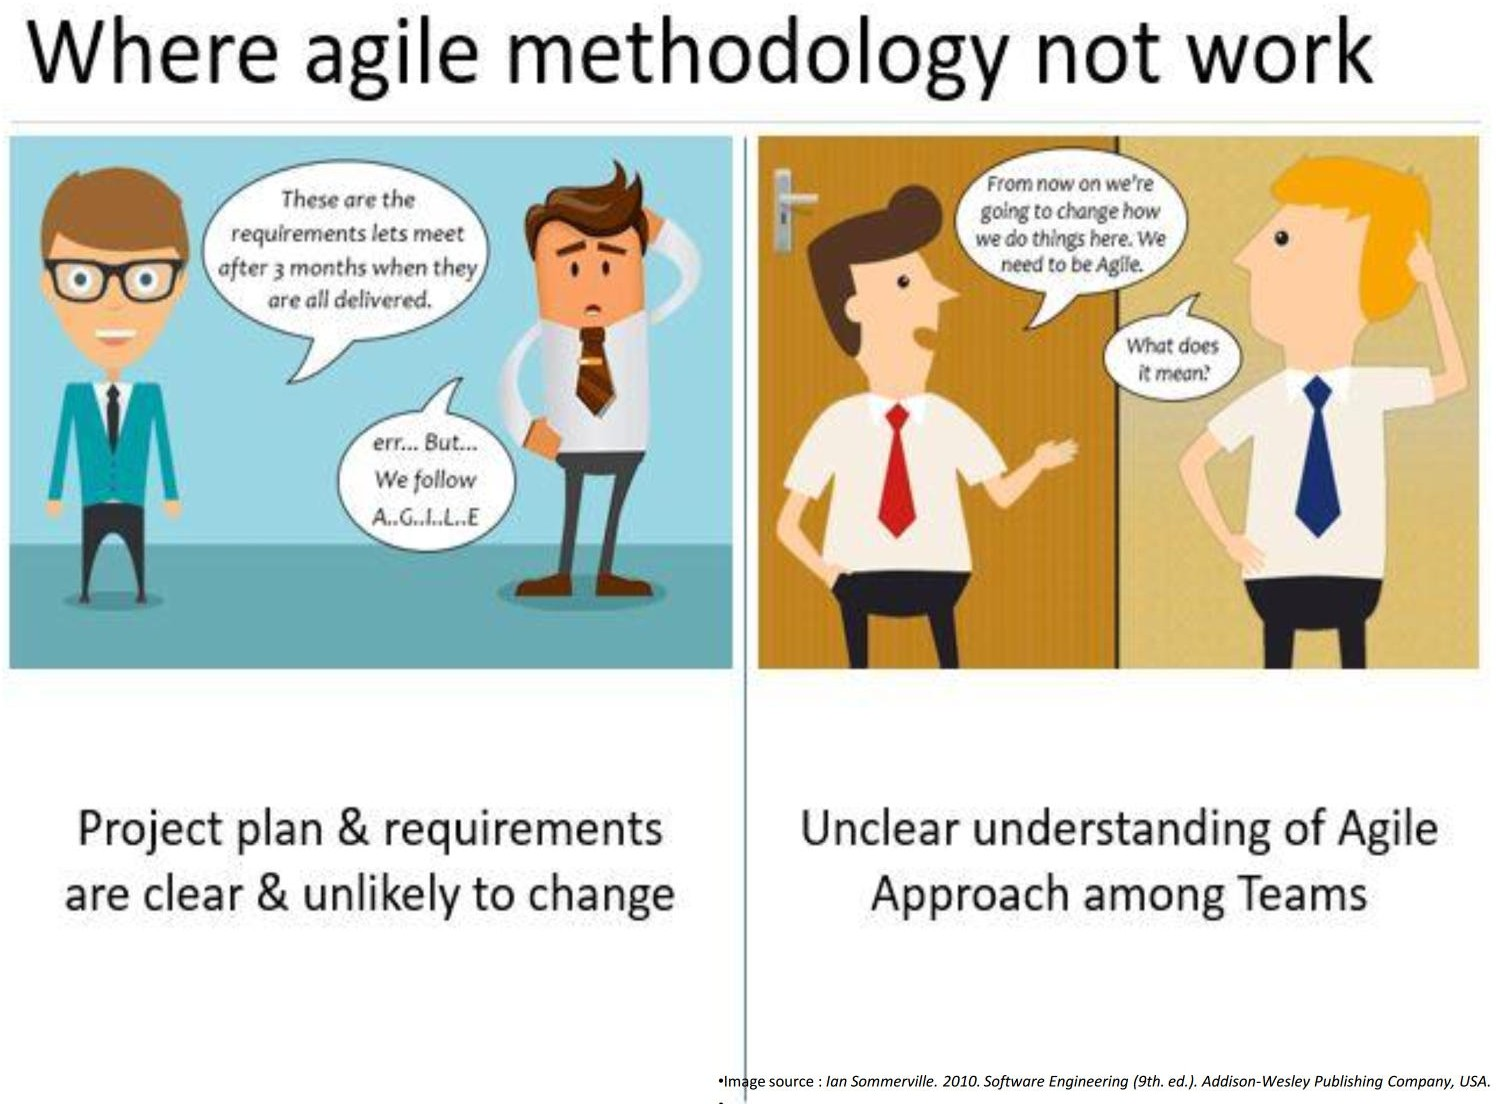 Where agile methodology not work
These are the
requirements lets meet
after 3 months when they
are all delivered.
err... But...
We follow
A..G..I..L..E
From now on we're
going to change how
we do things here. We
need to be Agile.
What does
it mean?
Project plan & requirements
are clear & unlikely to change
Unclear understanding of Agile
Approach among Teams
•Image source : Ian Sommerville. 2010. Software Engineering (9th. ed.). Addison-Wesley Publishing Company, USA.
•